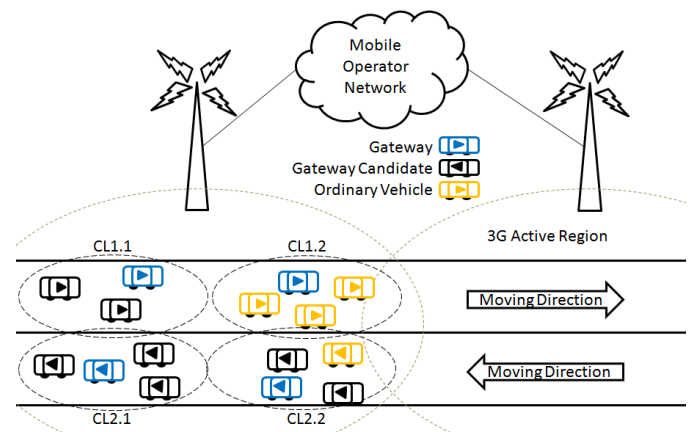 Mobile
Operator
Network
Gateway
Gateway Candidate
Ordinary Vehicle
3G Active Region
CL1.1
CL1.2
Moving Direction
Moving Direction
CL2.1
CL2.2